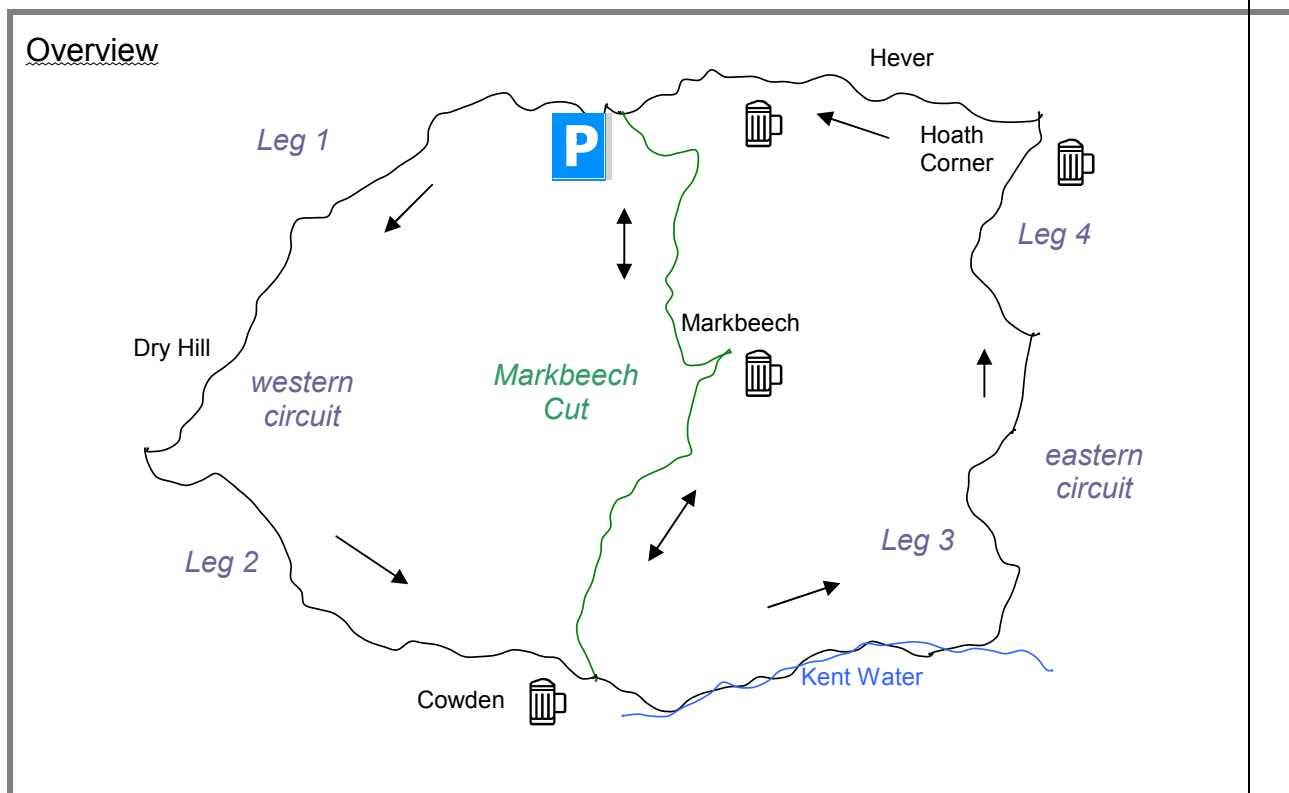 Overview
Hever
Leg 1
P
Hoath
Corner
Leg 4
Markbeech
Dry Hill
western
circuit
Markbeech
Cut
eastern
circuit
Leg 3
Leg 2
Kent Water
Cowden